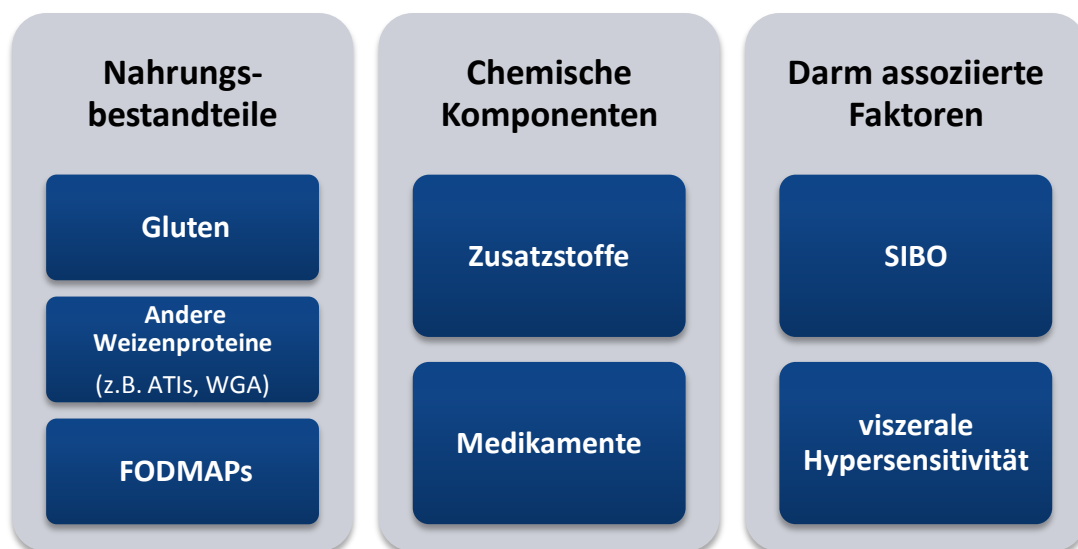 Nahrungs-
bestandteile
Gluten
Andere
Weizenproteine
(z.B. ATIs, WGA)
FODMAPs
Chemische
Komponenten
Zusatzstoffe
Medikamente
Darm assoziierte
Faktoren
SIBO
viszerale
Hypersensitivität